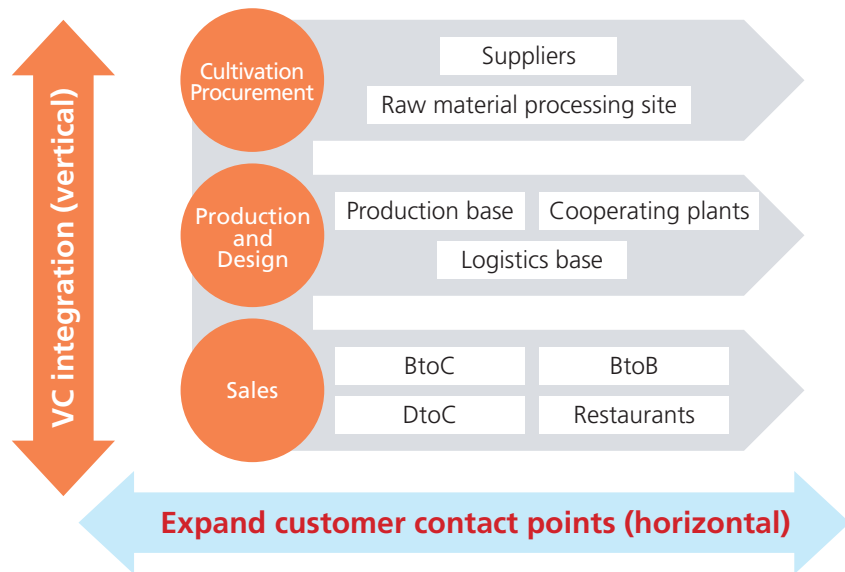 VC integration (vertical)
Cultivation
Procurement
Suppliers
Raw material processing site
Production
and
Design
Production base
Cooperating plants
Logistics base
Sales
BtoC
BtoB
DtoC
Restaurants
Expand customer contact points (horizontal)